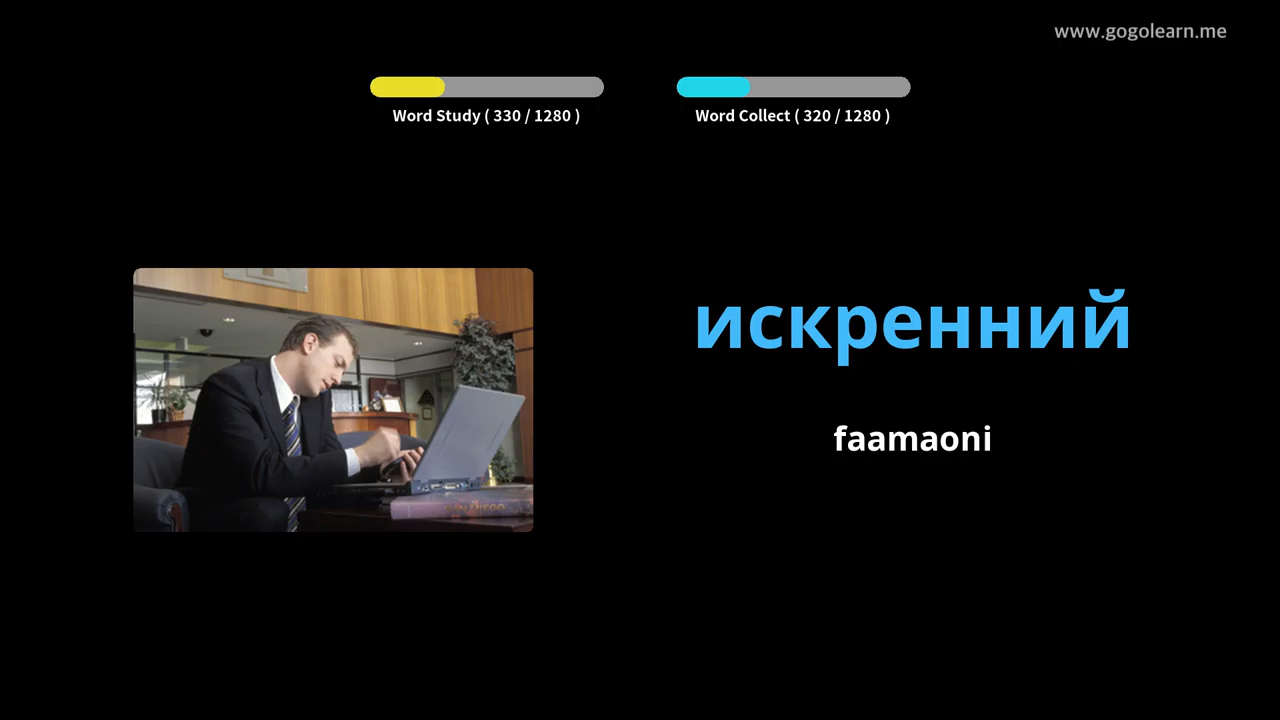 www.gogolearn.me
Word Study ( 330 / 1280 )
Word Collect ( 320 / 1280 )
искренний
faamaoni